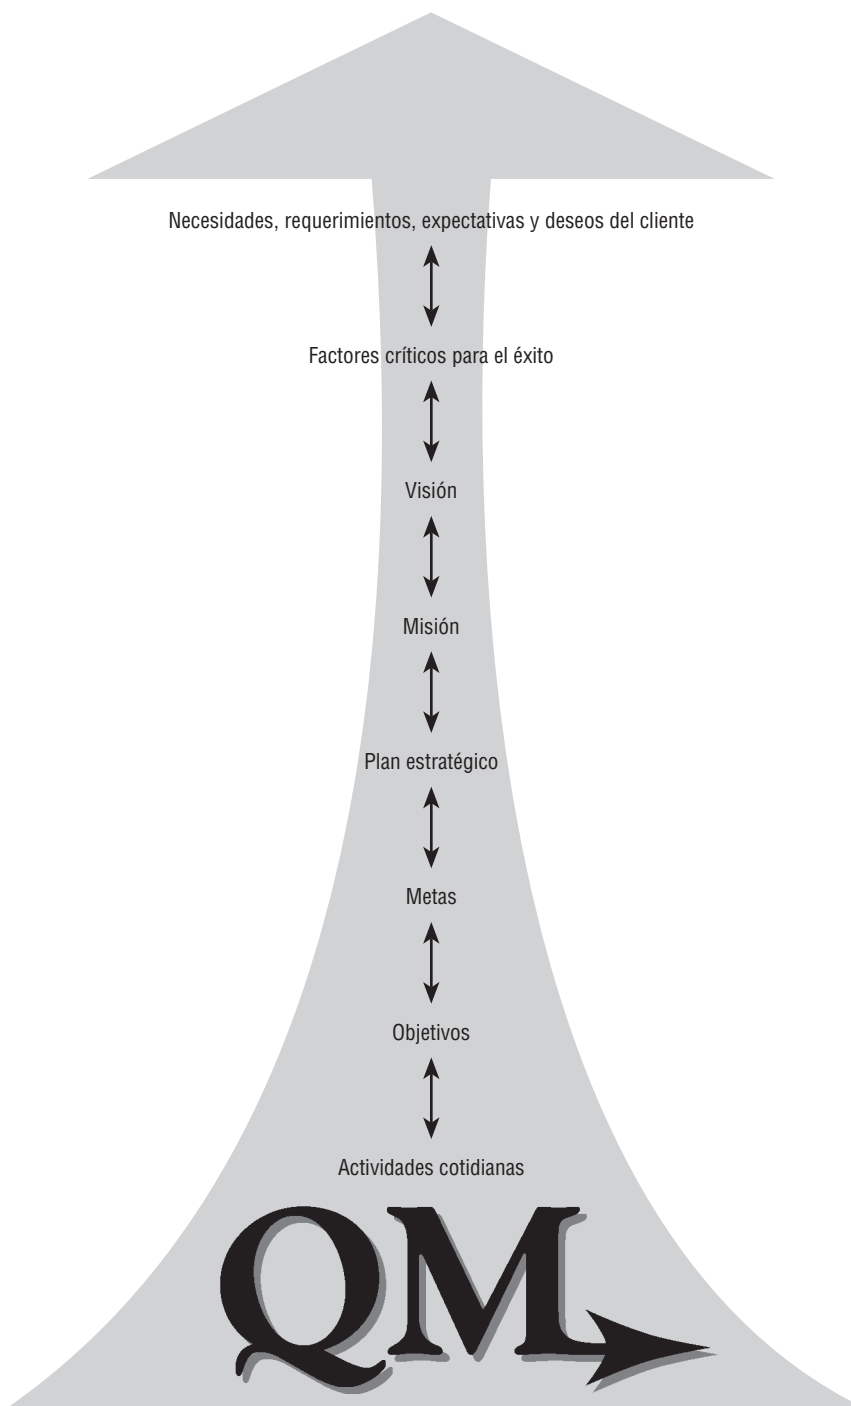 Necesidades, requerimientos, expectativas y deseos del cliente
Factores críticos para el éxito
Visión
Misión
Plan estratégico
Metas
Objetivos
Actividades cotidianas
QM